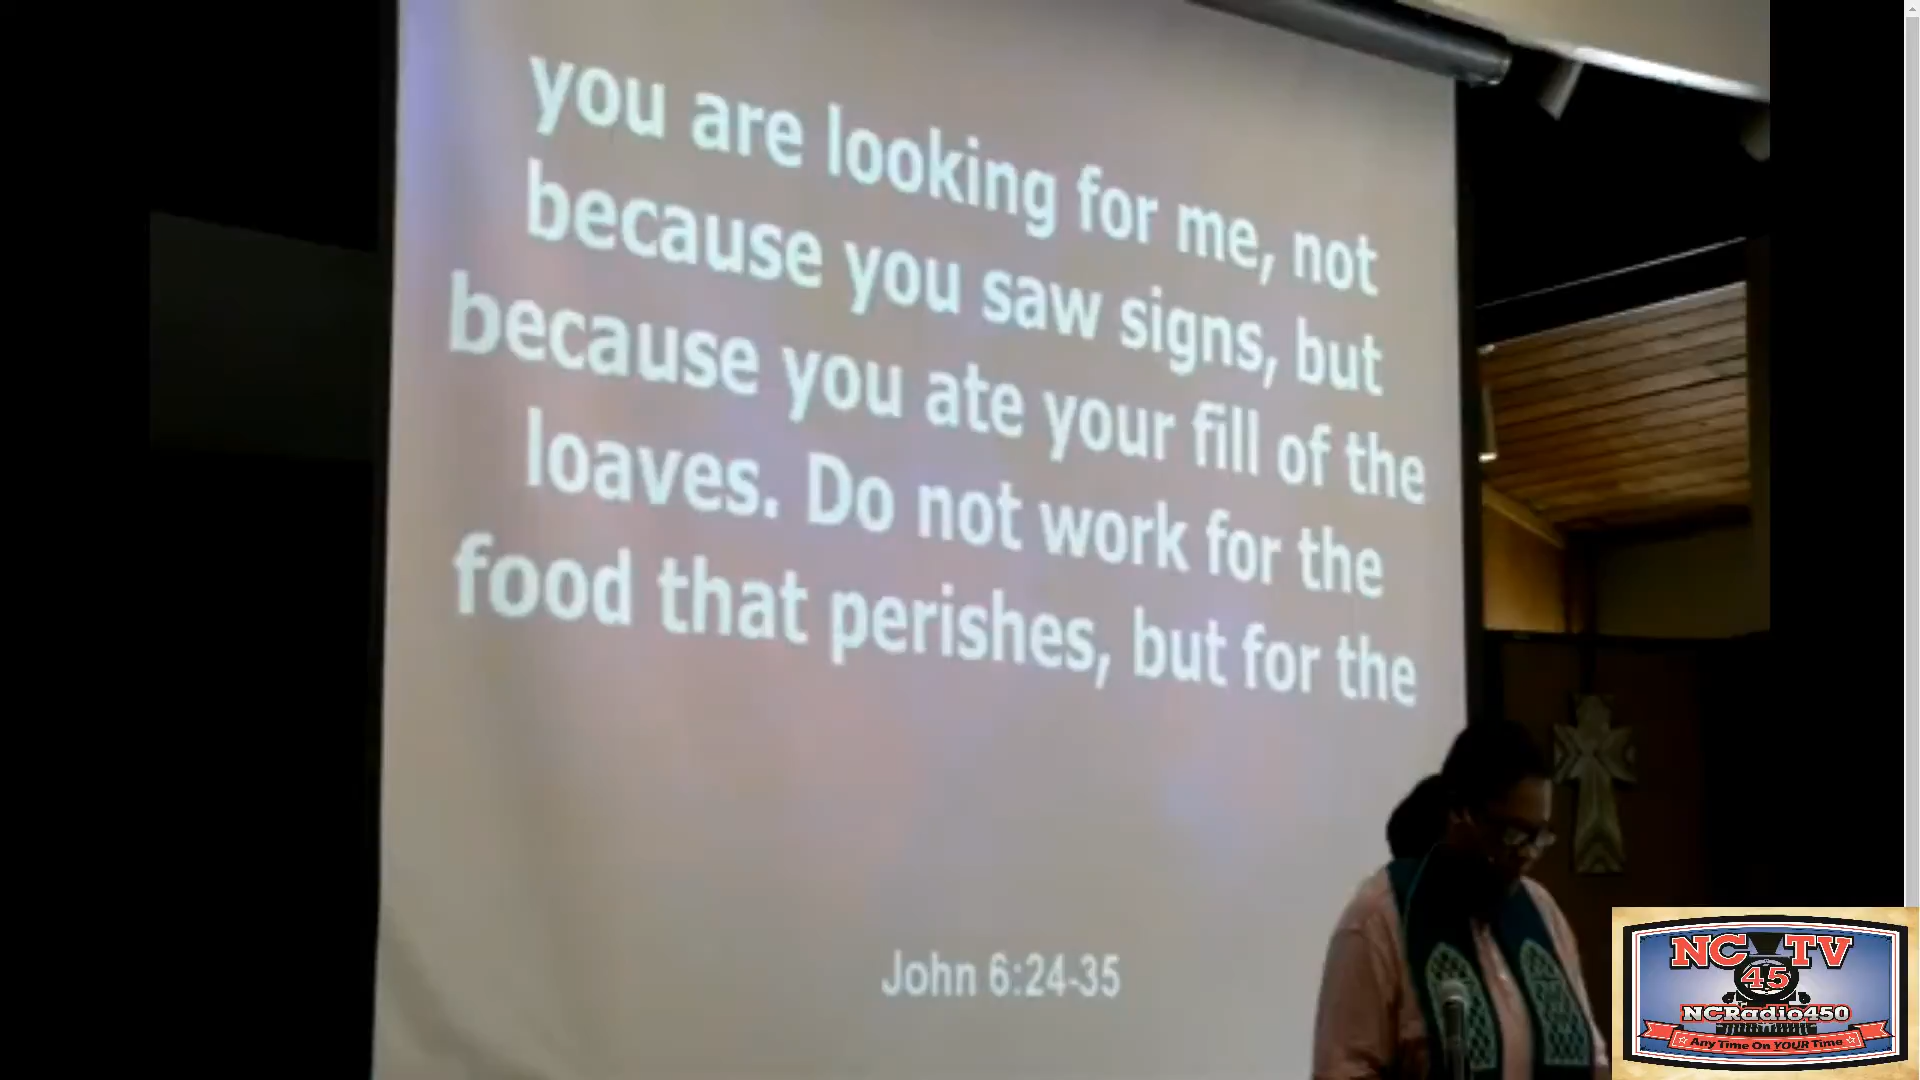 you are looking for me, not
because you saw signs, but
because you ate your fill of the
loaves. Do not work for the
food that perishes, but for the
John 6:24-35
NC TV
45
NCRadio450
Any Time On YOUR Time